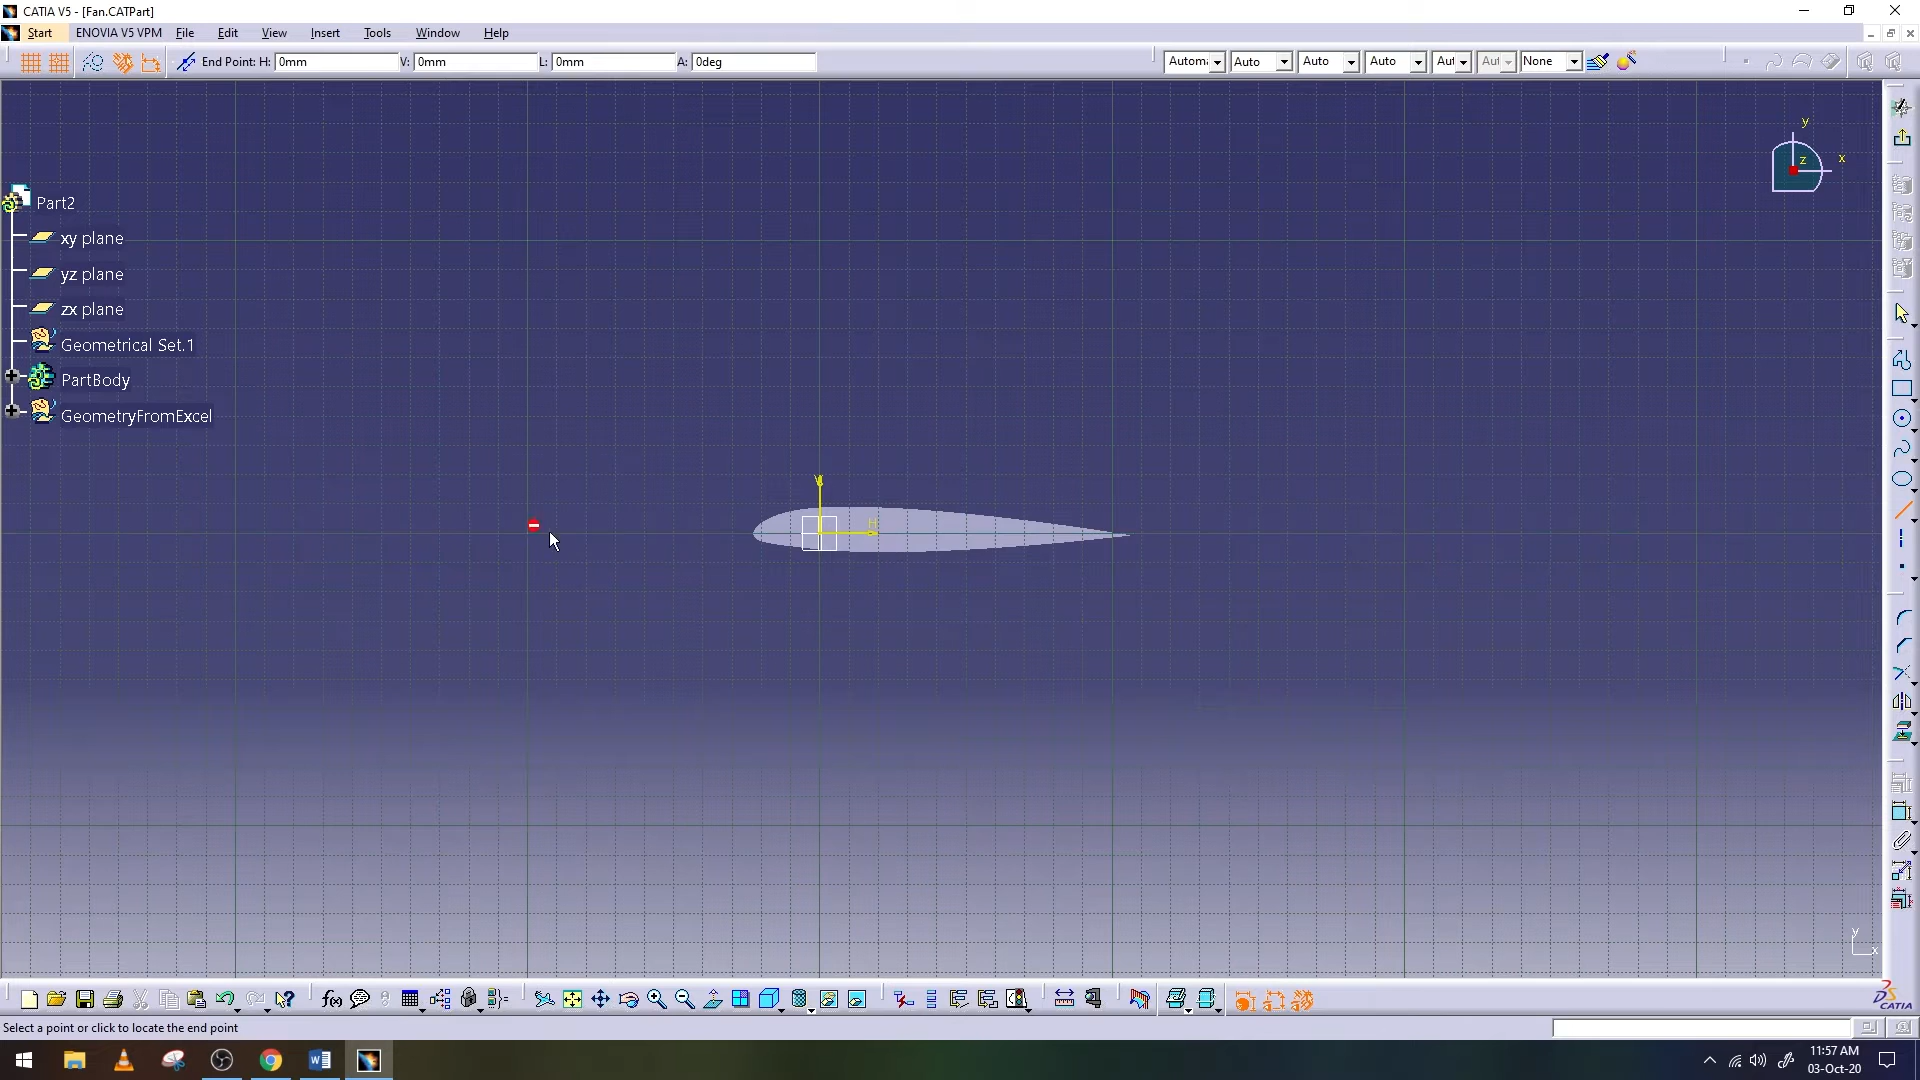 CATIA V5 - [Fan.CATPart]
Start ENOVIA V5 VPM File Edit View Insert Tools Window Help
End Point: H: 0mm V: 0mm L: 0mm A: 0deg Auto Auto Auto None
y
x
z
Part2
xy plane
yz plane
zx plane
Geometrical Set.1
PartBody
GeometryFromExcel
V
H
y
x
f(x)
CATIA
Select a point or click to locate the end point
11:57 AM
03-Oct-20